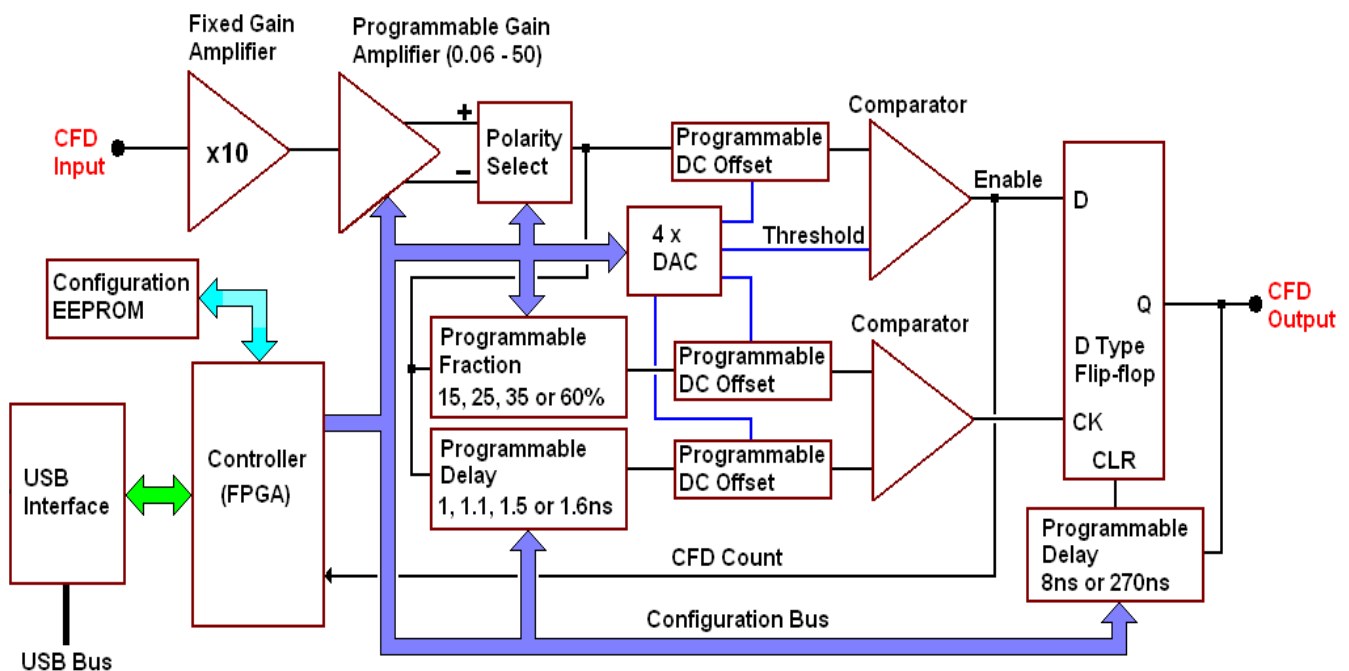 Fixed Gain
Amplifier
Programmable Gain
Amplifier (0.06 - 50)
CFD
Input
x10
+
−
Polarity
Select
Programmable
DC Offset
Comparator
Enable
D
4 x
DAC
Threshold
Configuration
EEPROM
Programmable
Fraction
15, 25, 35 or 60%
Programmable
DC Offset
Comparator
Q
CFD
Output
D Type
Flip-flop
CK
CLR
USB
Interface
Controller
(FPGA)
Programmable
Delay
1, 1.1, 1.5 or 1.6ns
Programmable
DC Offset
Programmable
Delay
8ns or 270ns
CFD Count
Configuration Bus
USB Bus